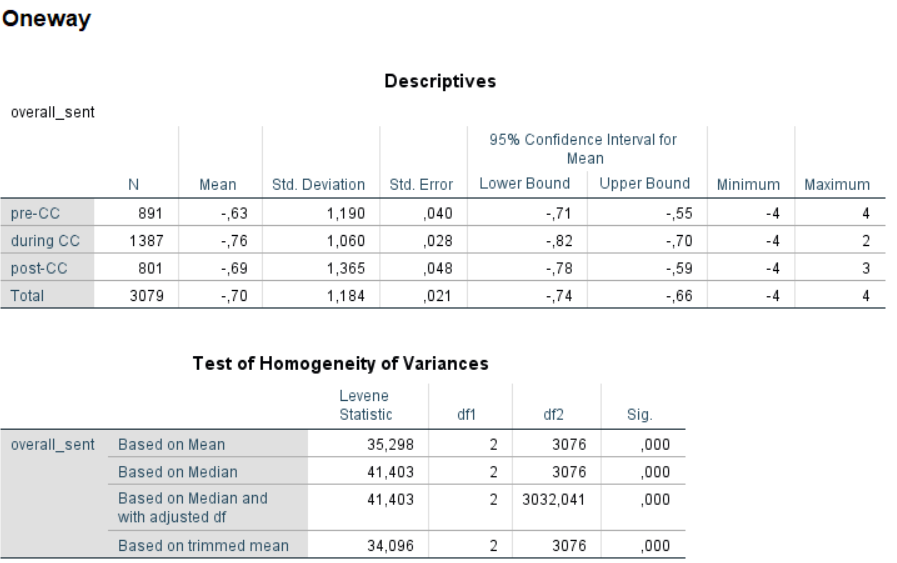 Oneway
Descriptives
overall_sent
95% Confidence Interval for
Mean
N Mean Std. Deviation Std. Error Lower Bound Upper Bound Minimum Maximum
pre-CC 891 -,63 1,190 ,040 -,71 -,55 -4 4
during CC 1387 -,76 1,060 ,028 -,82 -,70 -4 2
post-CC 801 -,69 1,365 ,048 -,78 -,59 -4 3
Total 3079 -,70 1,184 ,021 -,74 -,66 -4 4
Test of Homogeneity of Variances
Levene
Statistic df1 df2 Sig.
overall_sent Based on Mean 35,298 2 3076 ,000
Based on Median 41,403 2 3076 ,000
Based on Median and
with adjusted df 41,403 2 3032,041 ,000
Based on trimmed mean 34,096 2 3076 ,000